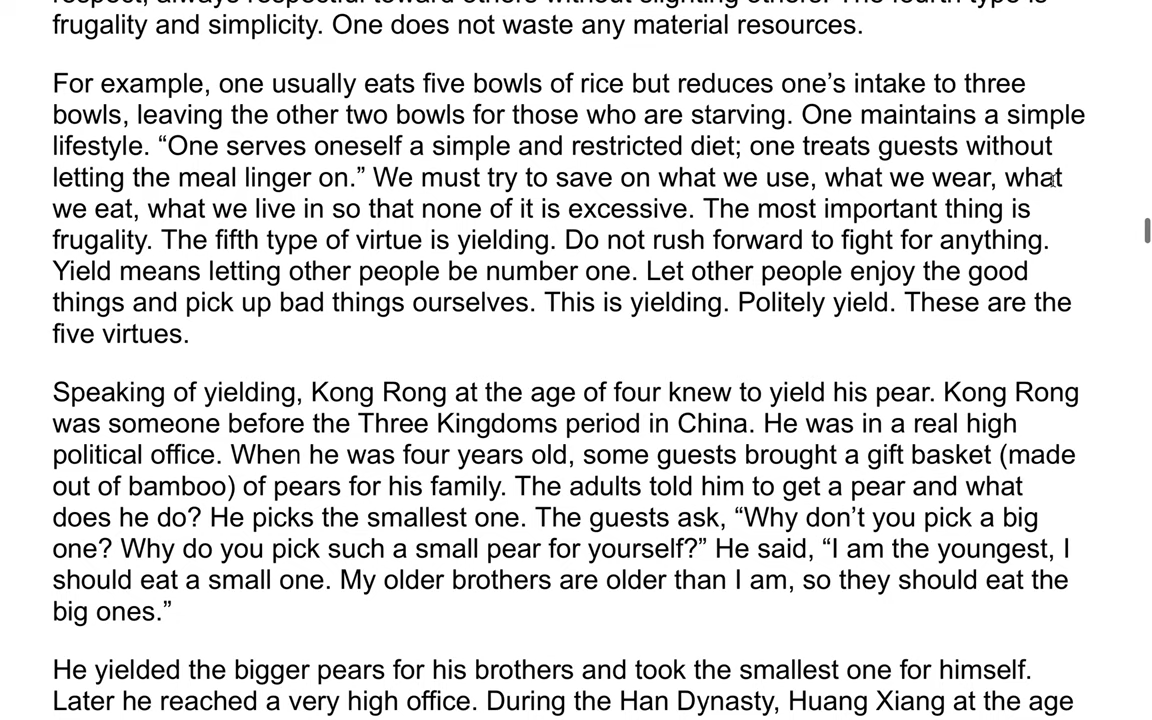 respect, always respectful toward others without slighting others. The fourth type is
frugality and simplicity. One does not waste any material resources.
For example, one usually eats five bowls of rice but reduces one’s intake to three
bowls, leaving the other two bowls for those who are starving. One maintains a simple
lifestyle. “One serves oneself a simple and restricted diet; one treats guests without
letting the meal linger on.” We must try to save on what we use, what we wear, what
we eat, what we live in so that none of it is excessive. The most important thing is
frugality. The fifth type of virtue is yielding. Do not rush forward to fight for anything.
Yield means letting other people be number one. Let other people enjoy the good
things and pick up bad things ourselves. This is yielding. Politely yield. These are the
five virtues.
Speaking of yielding, Kong Rong at the age of four knew to yield his pear. Kong Rong
was someone before the Three Kingdoms period in China. He was in a real high
political office. When he was four years old, some guests brought a gift basket (made
out of bamboo) of pears for his family. The adults told him to get a pear and what
does he do? He picks the smallest one. The guests ask, “Why don’t you pick a big
one? Why do you pick such a small pear for yourself?” He said, “I am the youngest, I
should eat a small one. My older brothers are older than I am, so they should eat the
big ones.”
He yielded the bigger pears for his brothers and took the smallest one for himself.
Later he reached a very high office. During the Han Dynasty, Huang Xiang at the age